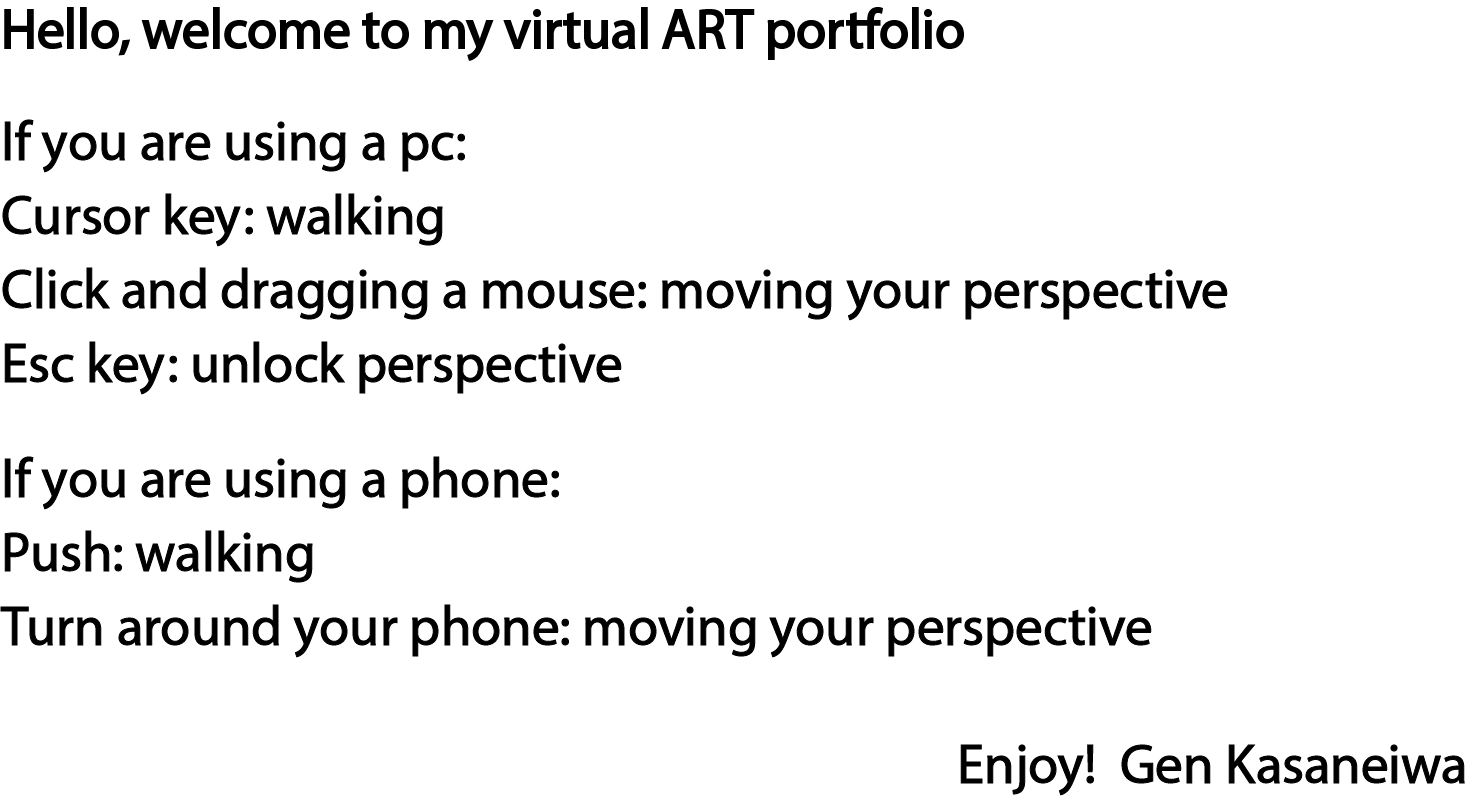 Hello, welcome to my virtual ART portfolio
If you are using a pc:
Cursor key: walking
Click and dragging a mouse: moving your perspective
Esc key: unlock perspective
If you are using a phone:
Push: walking
Turn around your phone: moving your perspective
Enjoy!  Gen Kasaneiwa